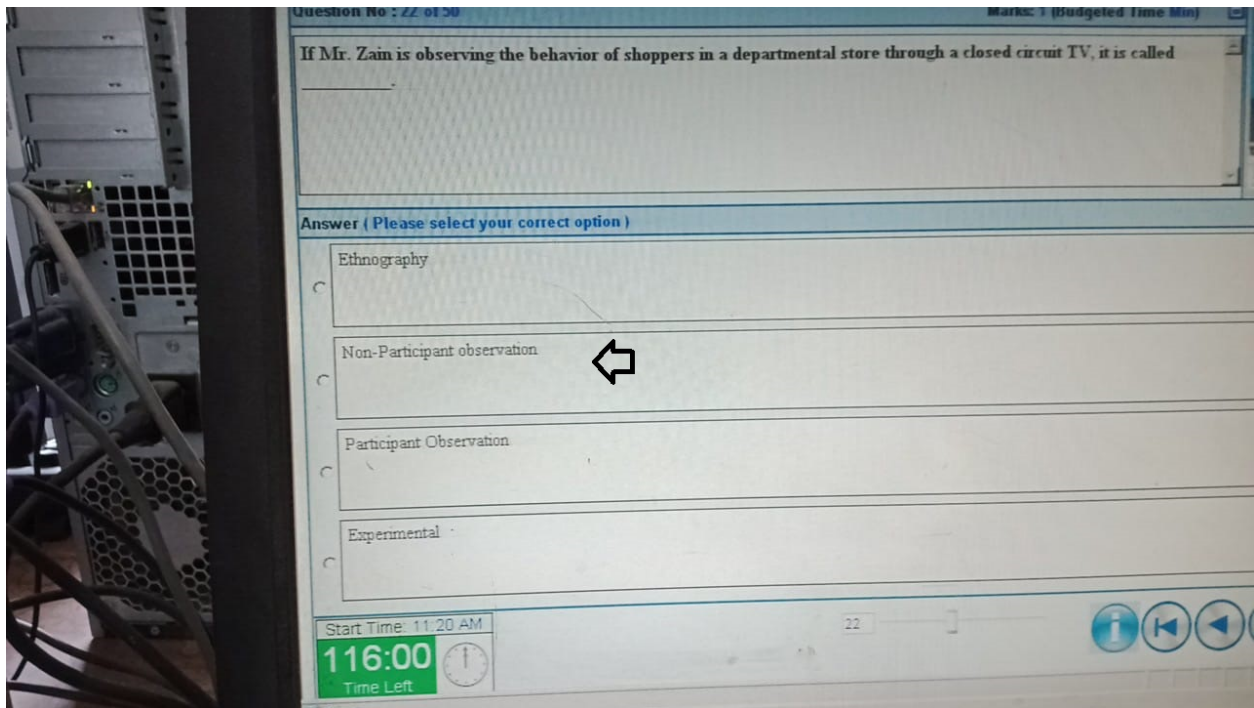 Question No : 22 of 50
Marks: 1 (Budgeted Time Min)
If Mr. Zain is observing the behavior of shoppers in a departmental store through a closed circuit TV, it is called
________.
Answer ( Please select your correct option )
Ethnography
Non-Participant observation
Participant Observation
Experimental
Start Time: 11:20 AM
116:00
Time Left
22